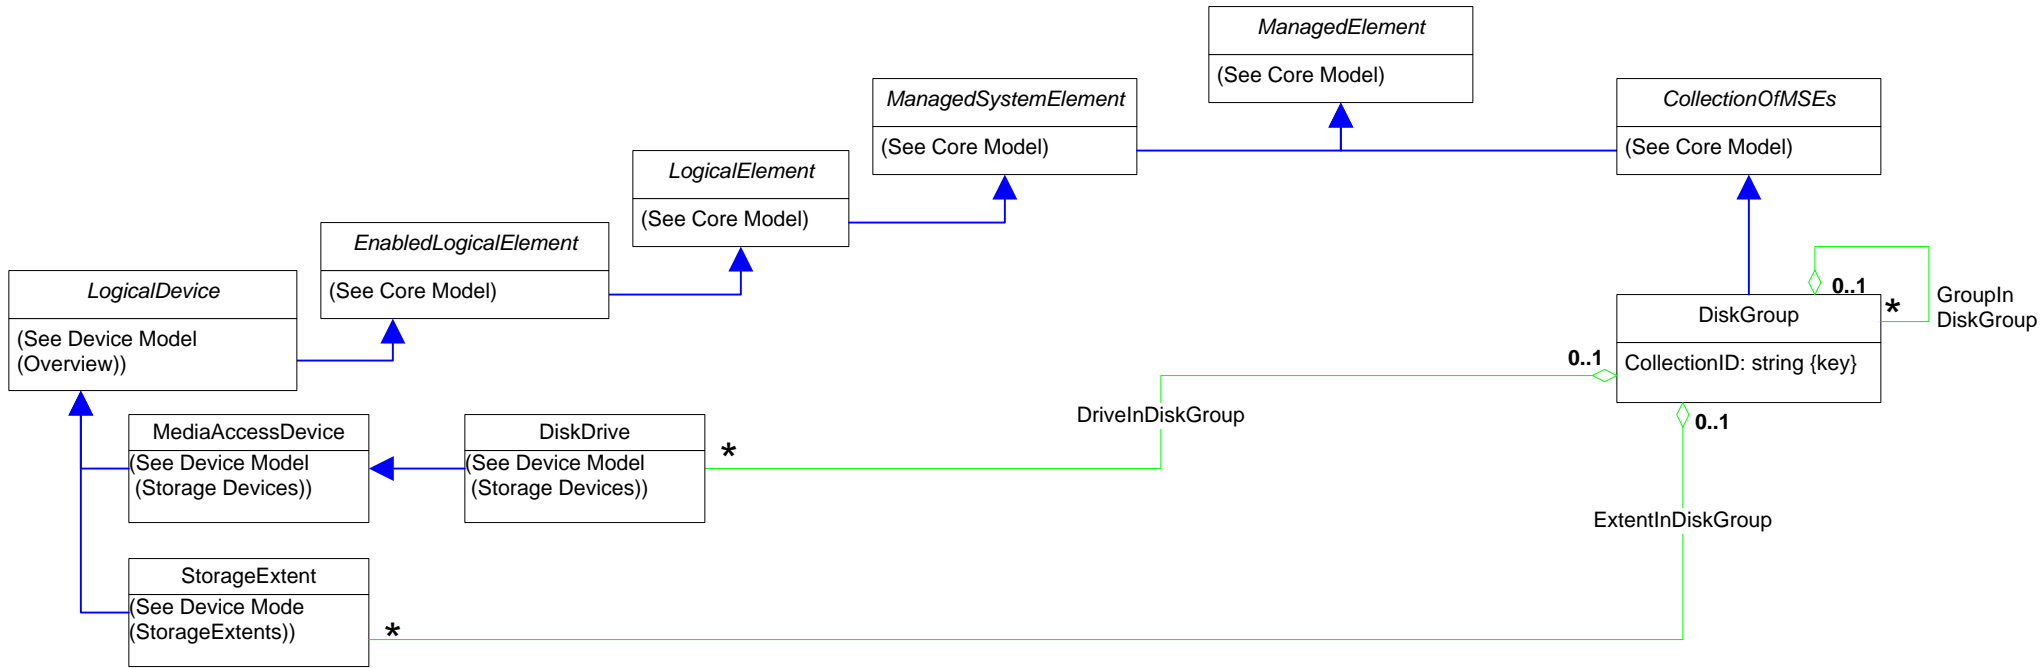 ManagedElement
(See Core Model)
ManagedSystemElement
(See Core Model)
CollectionOfMSEs
(See Core Model)
LogicalElement
(See Core Model)
EnabledLogicalElement
(See Core Model)
LogicalDevice
(See Device Model
(Overview))
0..1
*
GroupIn
DiskGroup
DiskGroup
CollectionID: string {key}
0..1
DriveInDiskGroup
0..1
MediaAccessDevice
(See Device Model
(Storage Devices))
DiskDrive
(See Device Model
(Storage Devices))
*
ExtentInDiskGroup
StorageExtent
(See Device Mode
(StorageExtents))
*